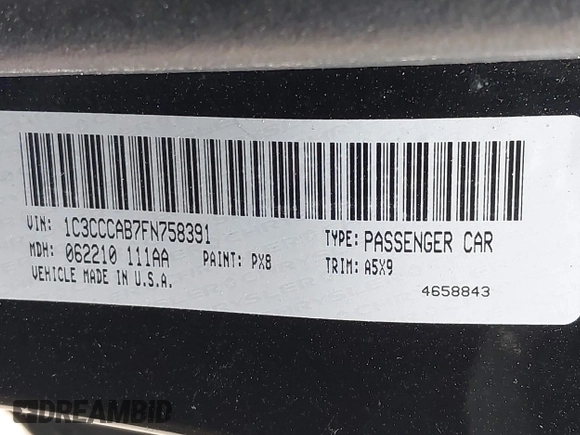 VIN: 1C3CCCAB7FN758391
TYPE: PASSENGER CAR
MDH: 062210 111AA
PAINT: PX8
TRIM: A5X9
VEHICLE MADE IN U.S.A.
4658843
DREAMBID